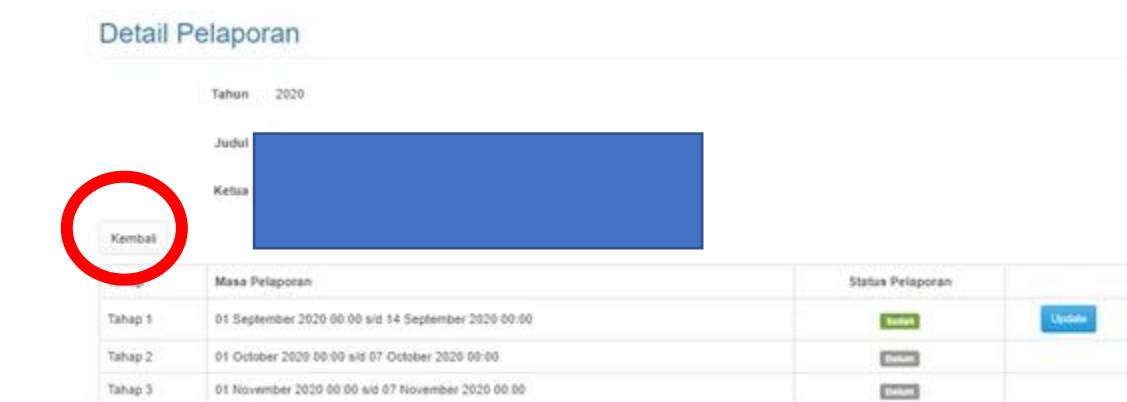 Detail Pelaporan
Tahun 2020
Judul
Ketua
Kembali
Masa Pelaporan Status Pelaporan
Tahap 1 01 September 2020 00:00 s/d 14 September 2020 00:00 Update
Tahap 2 01 October 2020 00:00 s/d 07 October 2020 00:00 Belum
Tahap 3 01 November 2020 00:00 s/d 07 November 2020 00:00 Belum